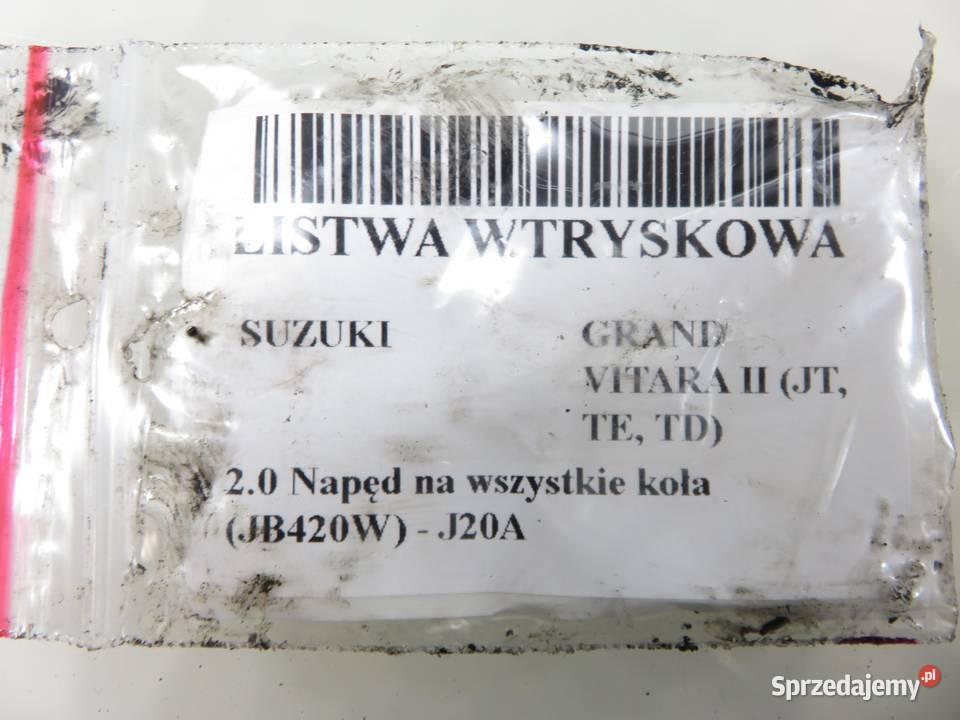 LISTWA WTRYSKOWA
SUZUKI GRAND
VITARA II (JT,
TE, TD)
2.0 Napęd na wszystkie koła
(JB420W) - J20A
Sprzedajemy.pl